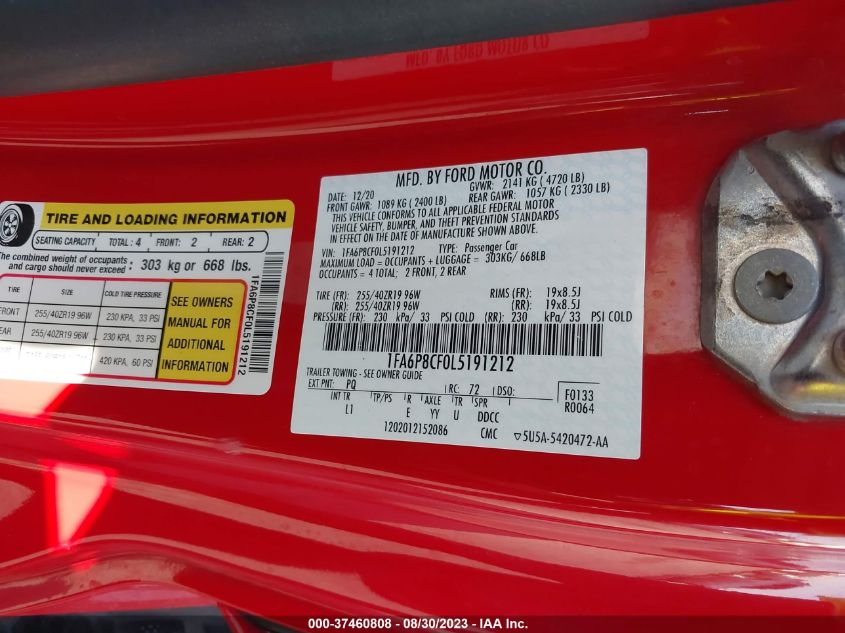 MFD. BY FORD MOTOR CO
TIRE AND LOADING INFORMATION
SEATING CAPACITY TOTAL: 4 FRONT: 2 REAR: 2
The combined weight of occupants and cargo should never exceed : 303 kg or 668 lbs.
TIRE SIZE COLD TIRE PRESSURE
FRONT 255/40ZR19 96W 230 KPA, 33 PSI
REAR 255/40ZR19 96W 230 KPA, 33 PSI
420 KPA, 60 PSI
SEE OWNERS
MANUAL FOR
ADDITIONAL
INFORMATION
1FA6P8CF0L5191212
MFD. BY FORD MOTOR CO.
DATE: 12/20 GVWR: 2141 KG ( 4720 LB)
FRONT GAWR: 1089 KG ( 2400 LB) REAR GAWR: 1057 KG ( 2330 LB)
THIS VEHICLE CONFORMS TO ALL APPLICABLE FEDERAL MOTOR
VEHICLE SAFETY, BUMPER, AND THEFT PREVENTION STANDARDS
IN EFFECT ON THE DATE OF MANUFACTURE SHOWN ABOVE.
VIN: 1FA6P8CF0L5191212 TYPE: Passenger Car
MAXIMUM LOAD = OCCUPANTS + LUGGAGE = 303KG/ 668LB
OCCUPANTS = 4 TOTAL; 2 FRONT, 2 REAR
TIRE (FR): 255/40ZR19 96W RIMS (FR): 19x8.5J
(RR): 255/40ZR19 96W (RR): 19x8.5J
PRESSURE (FR): 230 kPa/ 33 PSI COLD (RR): 230 kPa/ 33 PSI COLD
1FA6P8CF0L5191212
TRAILER TOWING - SEE OWNER GUIDE
EXT PNT: PQ RC: 72 DSO: F0133
INT TR TP/PS R AXLE TR SPR R0064
L1 E YY U DDCC
1202012152086 CMC ▽5U5A-5420472-AA
000-37460808 - 08/30/2023 - IAA Inc.